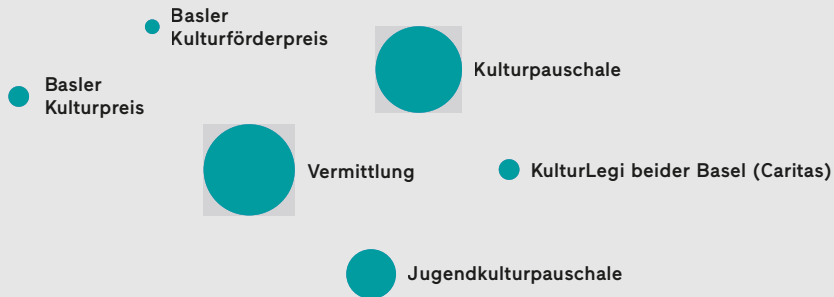 Basler
Kulturförderpreis
Kulturpauschale
Basler
Kulturpreis
Vermittlung
KulturLegi beider Basel (Caritas)
Jugendkulturpauschale